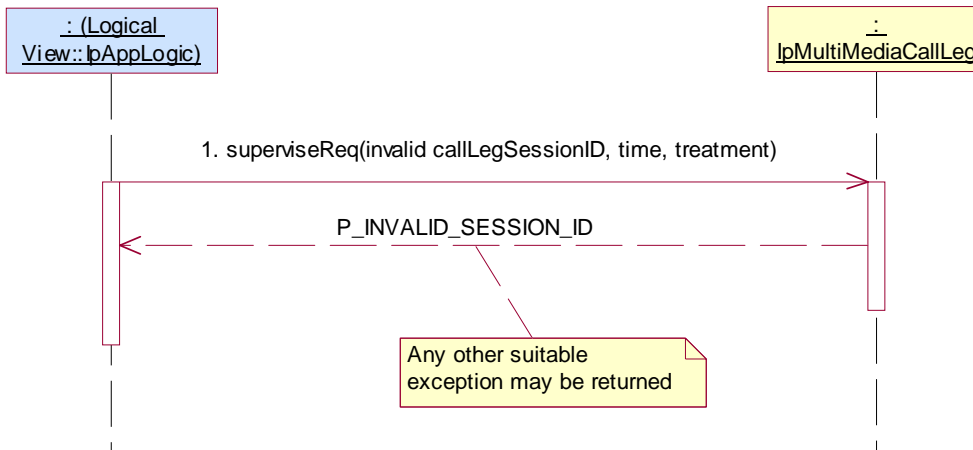 : (Logical
View::IpAppLogic)
:
IpMultiMediaCallLeg
1. superviseReq(invalid callLegSessionID, time, treatment)
P_INVALID_SESSION_ID
Any other suitable
exception may be returned